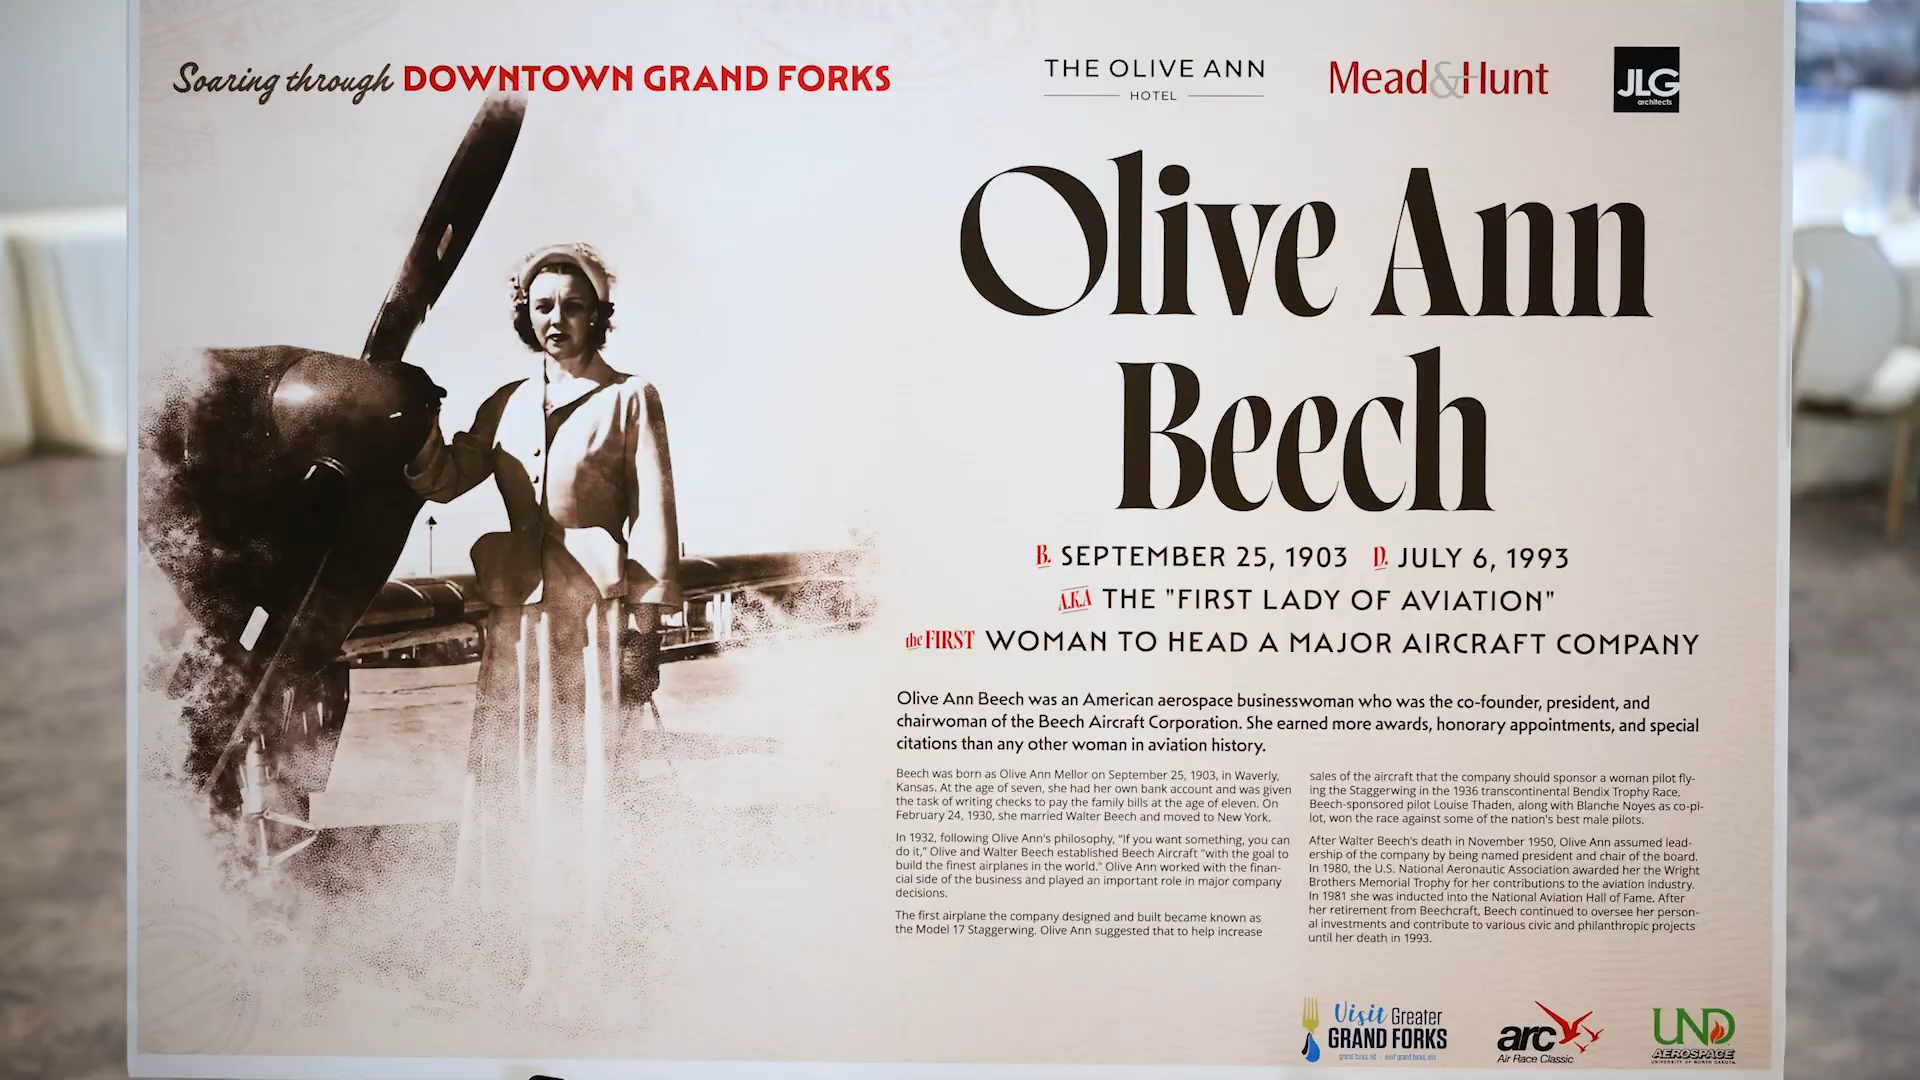 Soaring through DOWNTOWN GRAND FORKS
THE OLIVE ANN
HOTEL
Mead&Hunt
JLG
architects
Olive Ann
Beech
B. SEPTEMBER 25, 1903 D. JULY 6, 1993
A.K.A THE "FIRST LADY OF AVIATION"
the FIRST WOMAN TO HEAD A MAJOR AIRCRAFT COMPANY
Olive Ann Beech was an American aerospace businesswoman who was the co-founder, president, and
chairwoman of the Beech Aircraft Corporation. She earned more awards, honorary appointments, and special
citations than any other woman in aviation history.
Beech was born as Olive Ann Mellor on September 25, 1903, in Waverly,
Kansas. At the age of seven, she had her own bank account and was given
the task of writing checks to pay the family bills at the age of eleven. On
February 24, 1930, she married Walter Beech and moved to New York.
In 1932, following Olive Ann's philosophy, "If you want something, you can
do it," Olive and Walter Beech established Beech Aircraft "with the goal to
build the finest airplanes in the world." Olive Ann worked with the finan-
cial side of the business and played an important role in major company
decisions.
The first airplane the company designed and built became known as
the Model 17 Staggerwing. Olive Ann suggested that to help increase
sales of the aircraft that the company should sponsor a woman pilot fly-
ing the Staggerwing in the 1936 transcontinental Bendix Trophy Race.
Beech-sponsored pilot Louise Thaden, along with Blanche Noyes as co-pi-
lot, won the race against some of the nation's best male pilots.
After Walter Beech's death in November 1950, Olive Ann assumed lead-
ership of the company by being named president and chair of the board.
In 1980, the U.S. National Aeronautic Association awarded her the Wright
Brothers Memorial Trophy for her contributions to the aviation industry.
In 1981 she was inducted into the National Aviation Hall of Fame. After
her retirement from Beechcraft, Beech continued to oversee her person-
al investments and contribute to various civic and philanthropic projects
until her death in 1993.
Visit Greater
GRAND FORKS
grand forks, nd east grand forks, mn
arc
Air Race Classic
UND
AEROSPACE
UNIVERSITY OF NORTH DAKOTA